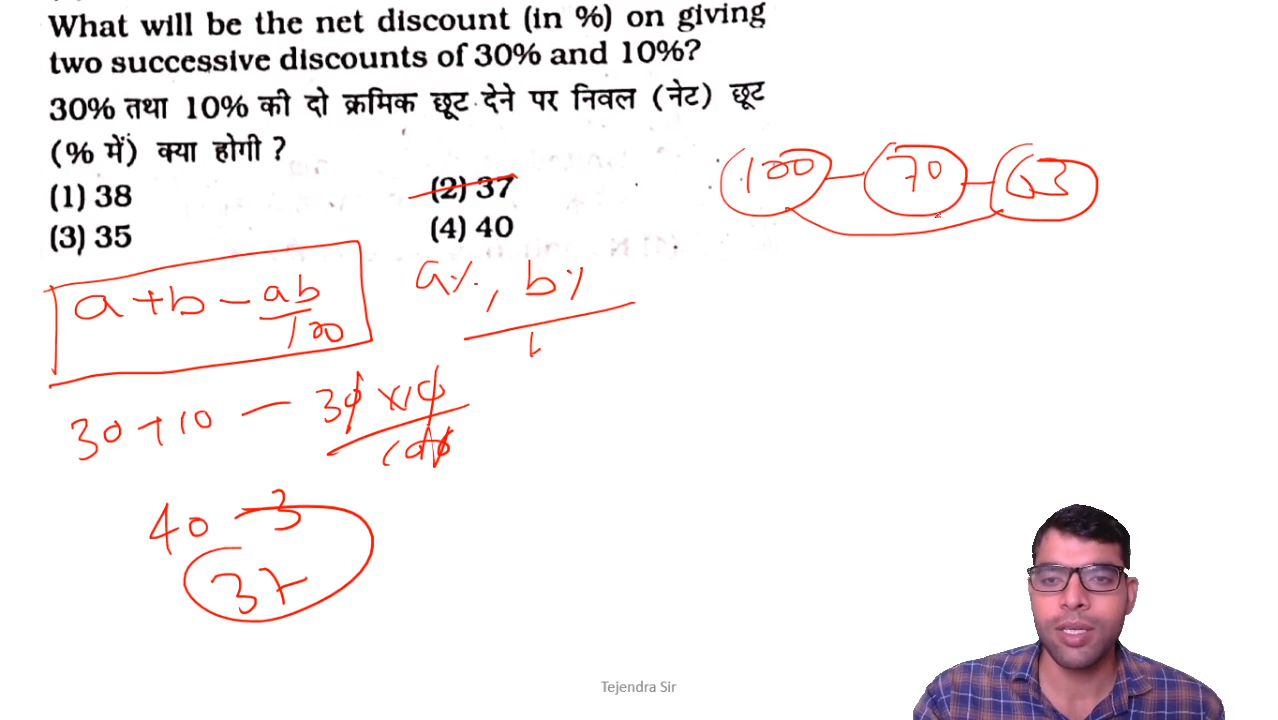 What will be the net discount (in %) on giving
two successive discounts of 30% and 10%?
30% तथा 10% की दो क्रमिक छूट देने पर निवल (नेट) छूट
(% में) क्या होगी ?
(1) 38 (2) 37
(3) 35 (4) 40
100 – 70 – 63
a + b – ab/100
a%, b%
30 + 10 – 30 × 10/100
40 – 3
37
Tejendra Sir